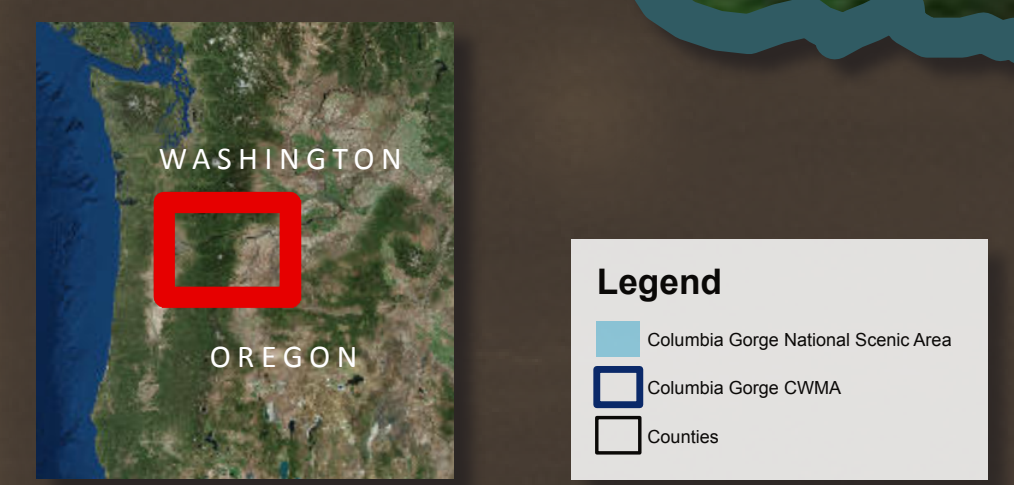 WASHINGTON
OREGON
Legend
Columbia Gorge National Scenic Area
Columbia Gorge CWMA
Counties